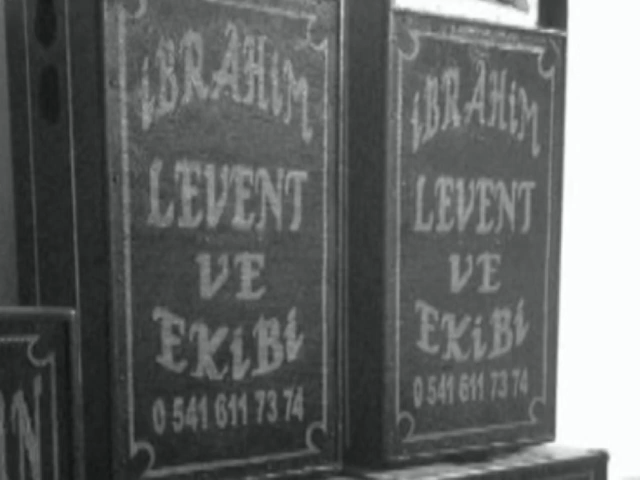 İBRAHİM
LEVENT
VE
EKİBİ
0 541 611 73 74
İBRAHİM
LEVENT
VE
EKİBİ
0 541 611 73 74